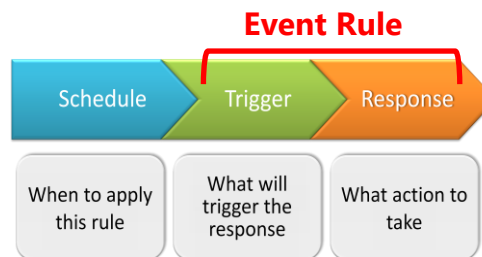 Event Rule
Schedule
Trigger
Response
When to apply
this rule
What will
trigger the
response
What action to
take